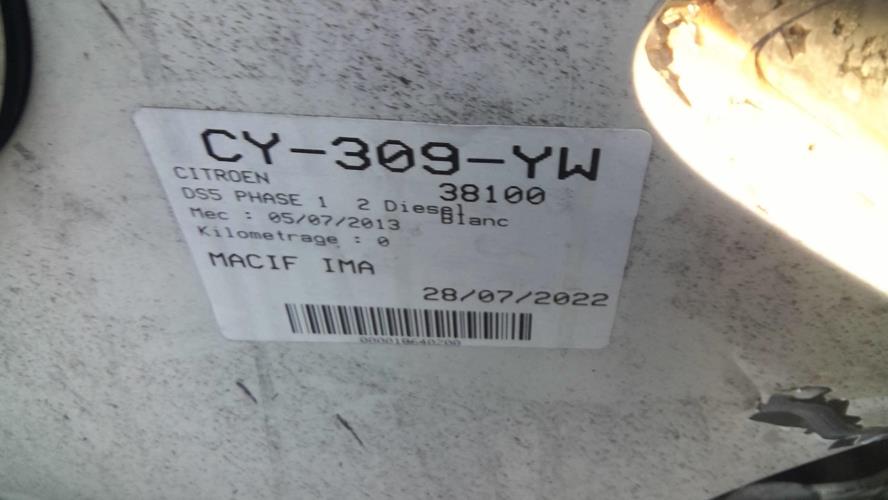 CY-309-YW
CITROEN 38100
DS5 PHASE 1 2 Diesel
Blanc
Mec : 05/07/2013
Kilometrage : 0
MACIF IMA
28/07/2022